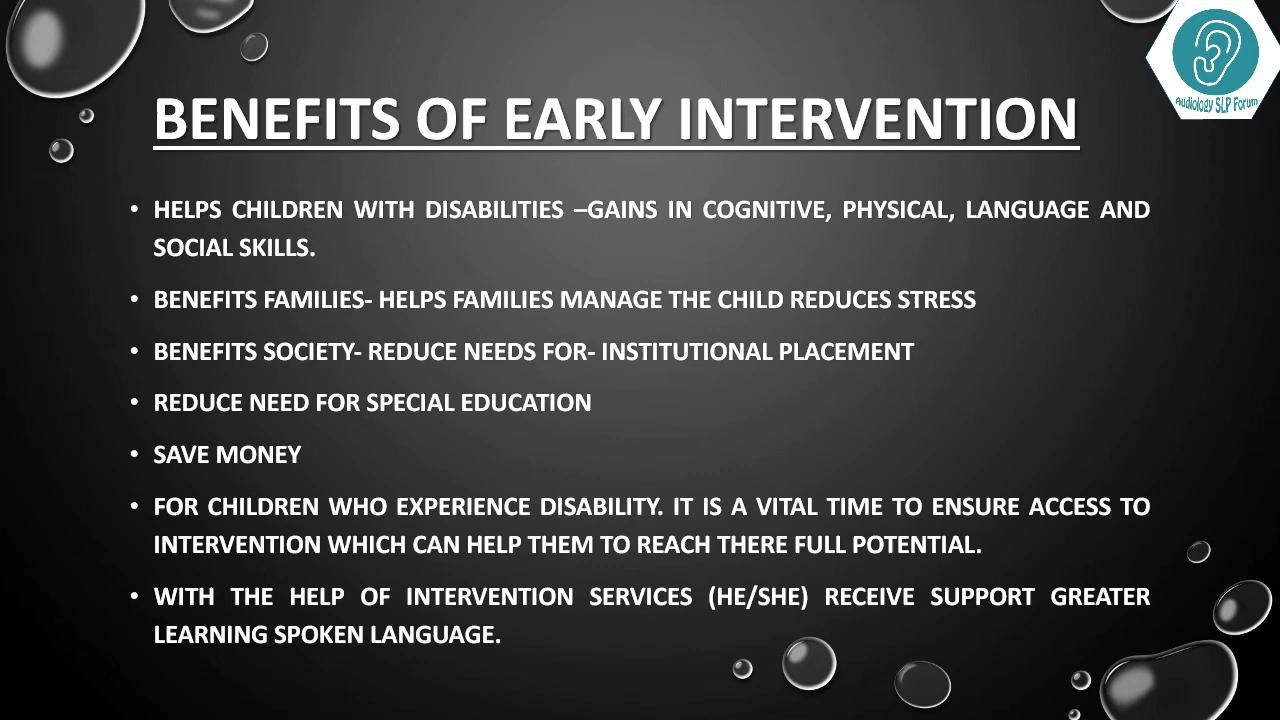 Audiology SLP Forum
BENEFITS OF EARLY INTERVENTION
• HELPS CHILDREN WITH DISABILITIES –GAINS IN COGNITIVE, PHYSICAL, LANGUAGE AND
SOCIAL SKILLS.
• BENEFITS FAMILIES- HELPS FAMILIES MANAGE THE CHILD REDUCES STRESS
• BENEFITS SOCIETY- REDUCE NEEDS FOR- INSTITUTIONAL PLACEMENT
• REDUCE NEED FOR SPECIAL EDUCATION
• SAVE MONEY
• FOR CHILDREN WHO EXPERIENCE DISABILITY. IT IS A VITAL TIME TO ENSURE ACCESS TO
INTERVENTION WHICH CAN HELP THEM TO REACH THERE FULL POTENTIAL.
• WITH THE HELP OF INTERVENTION SERVICES (HE/SHE) RECEIVE SUPPORT GREATER
LEARNING SPOKEN LANGUAGE.